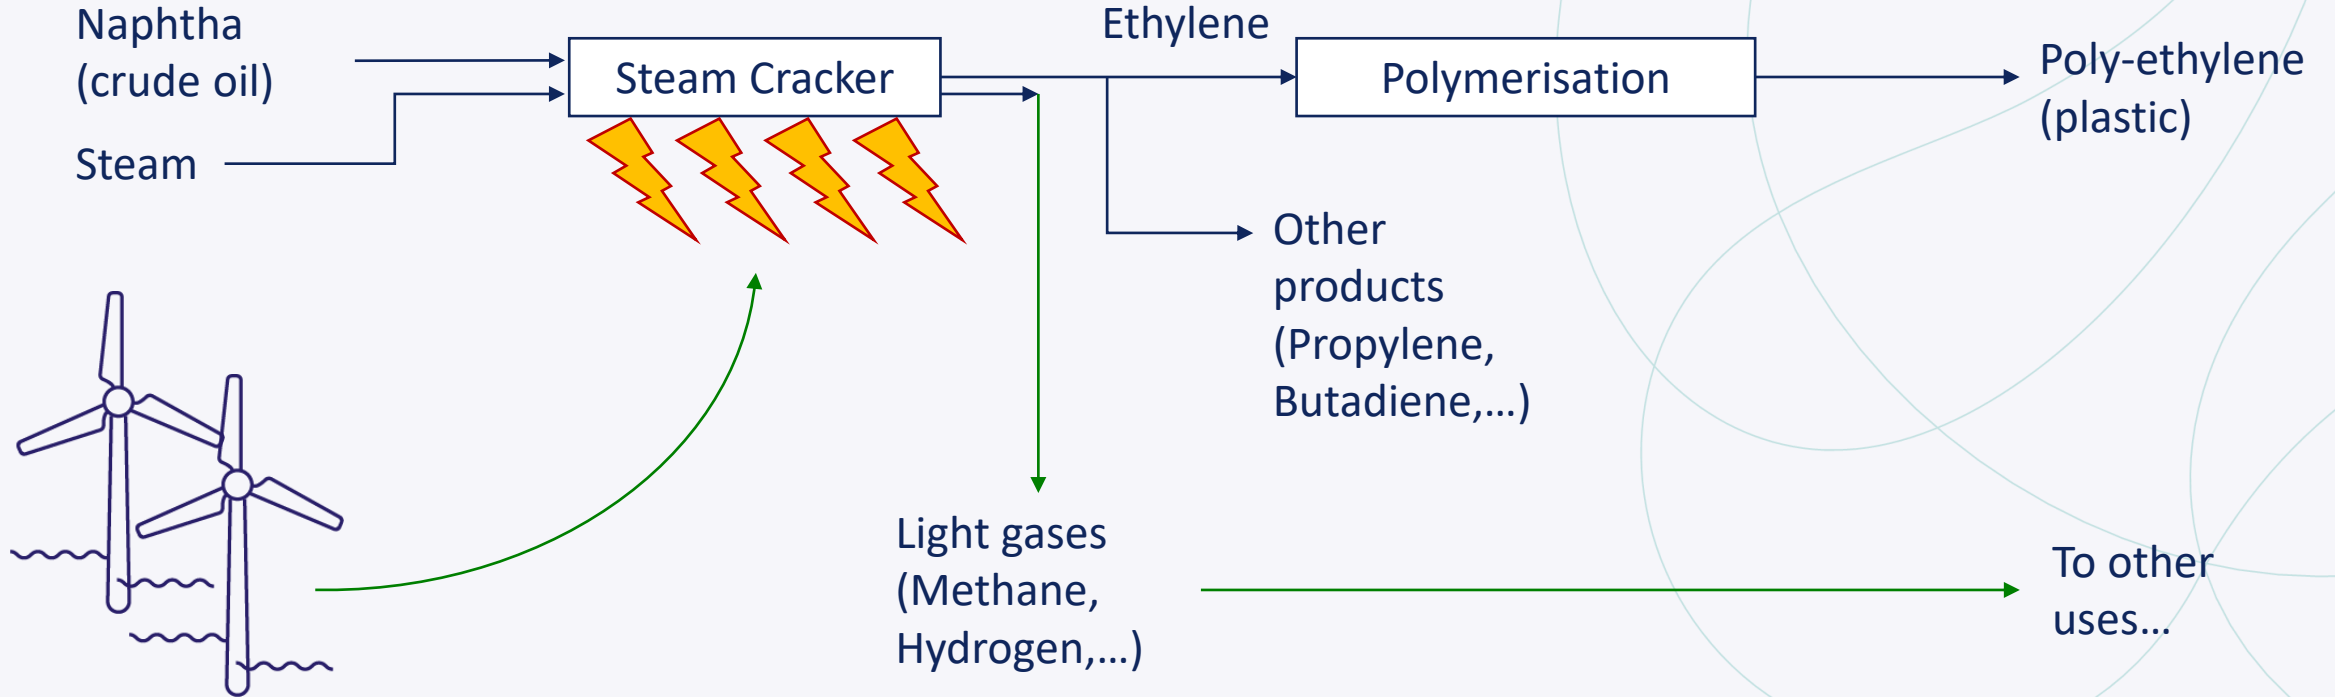 Naphtha
(crude oil)
Steam
Steam Cracker
Ethylene
Polymerisation
Poly-ethylene
(plastic)
Other
products
(Propylene,
Butadiene,...)
Light gases
(Methane,
Hydrogen,...)
To other
uses...